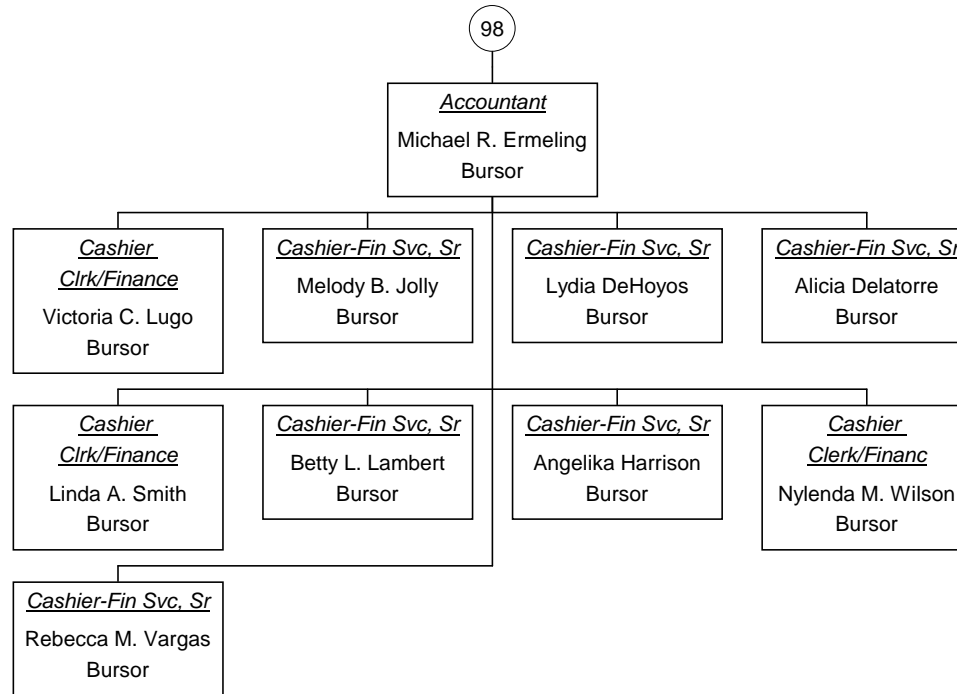 98
Accountant
Michael R. Ermeling
Bursor
Cashier
Clrk/Finance
Victoria C. Lugo
Bursor
Cashier-Fin Svc, Sr
Melody B. Jolly
Bursor
Cashier-Fin Svc, Sr
Lydia DeHoyos
Bursor
Cashier-Fin Svc, Sr
Alicia Delatorre
Bursor
Cashier
Clrk/Finance
Linda A. Smith
Bursor
Cashier-Fin Svc, Sr
Betty L. Lambert
Bursor
Cashier-Fin Svc, Sr
Angelika Harrison
Bursor
Cashier
Clerk/Financ
Nylenda M. Wilson
Bursor
Cashier-Fin Svc, Sr
Rebecca M. Vargas
Bursor